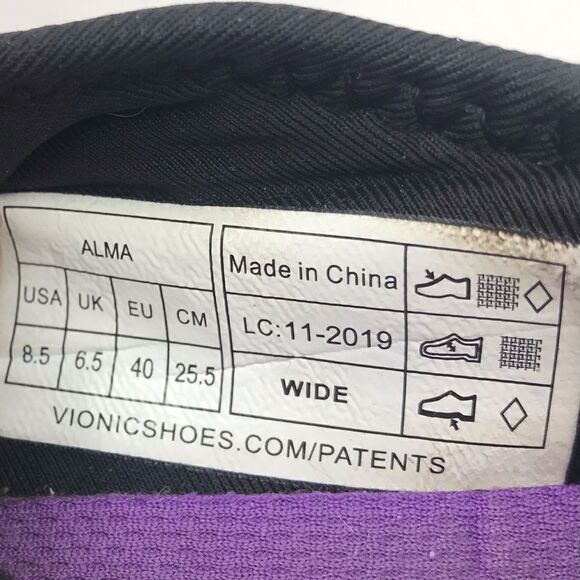 ALMA
USA UK EU CM
8.5 6.5 40 25.5
Made in China
LC:11-2019
WIDE
VIONICSHOES.COM/PATENTS